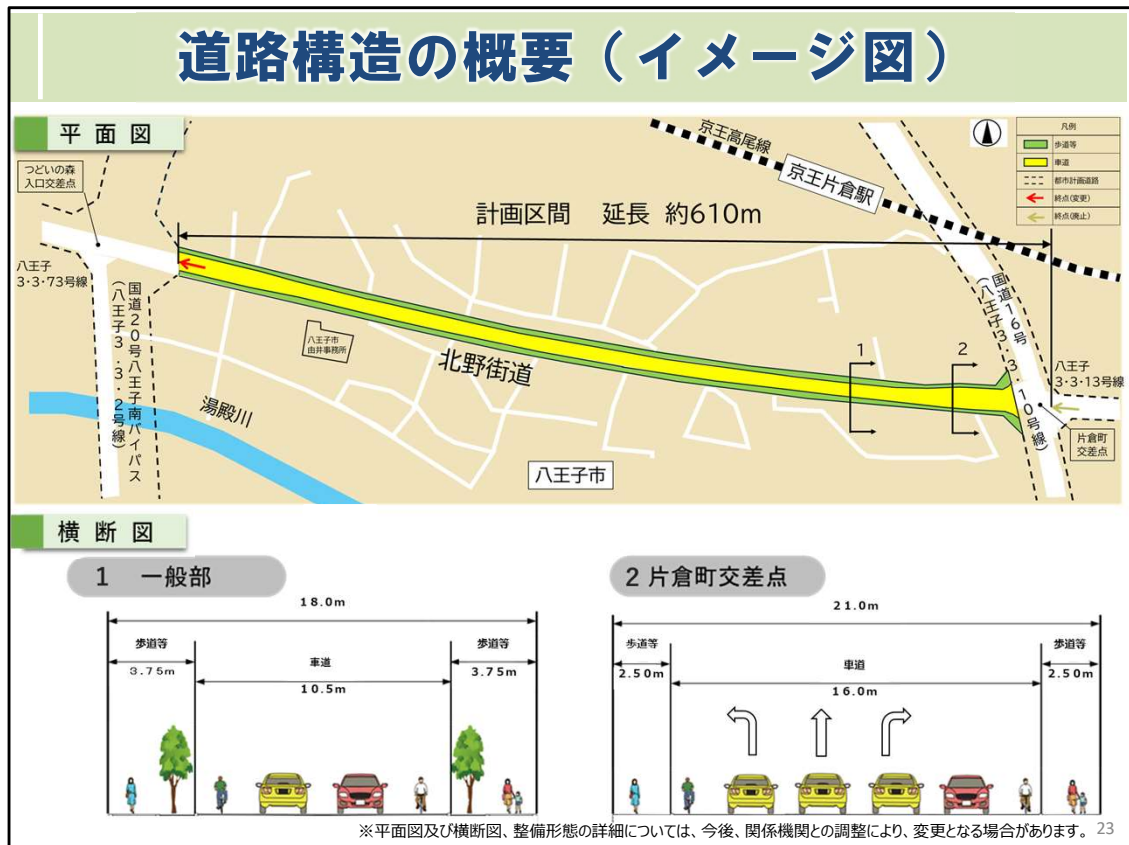 道路構造の概要（イメージ図）
平面図
つどいの森
入口交差点
計画区間 延長 約610m
京王高尾線
京王片倉駅
凡例
歩道等
車道
都市計画道路
終点(変更)
終点(廃止)
八王子
3・3・73号線
国道20号八王子南バイパス
(八王子3・3・2号線)
八王子市
由井事務所
北野街道
湯殿川
八王子市
1
2
国道16号
(八王子3・3・10号線)
八王子
3・3・13号線
片倉町
交差点
横断図
1 一般部
18.0m
歩道等
3.75m
車道
10.5m
歩道等
3.75m
2 片倉町交差点
21.0m
歩道等
2.50m
車道
16.0m
歩道等
2.50m
※平面図及び横断図、整備形態の詳細については、今後、関係機関との調整により、変更となる場合があります。
23